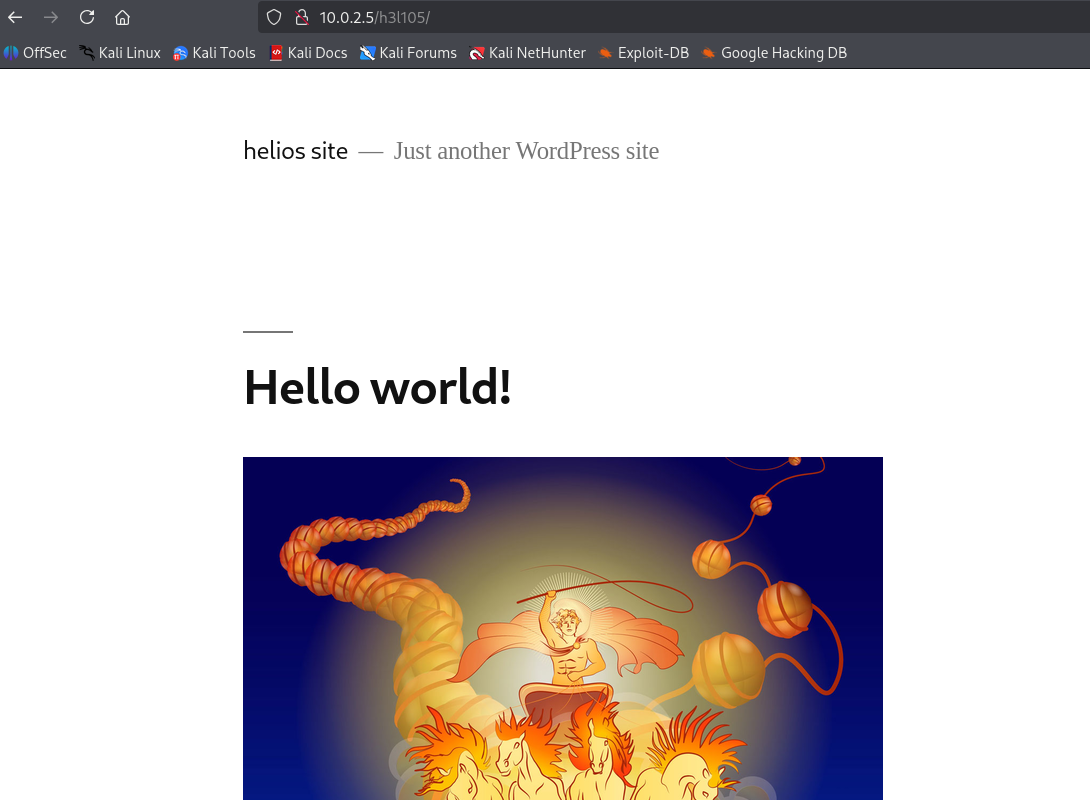 10.0.2.5/h3l105/
OffSec Kali Linux Kali Tools Kali Docs Kali Forums Kali NetHunter Exploit-DB Google Hacking DB
helios site — Just another WordPress site
Hello world!